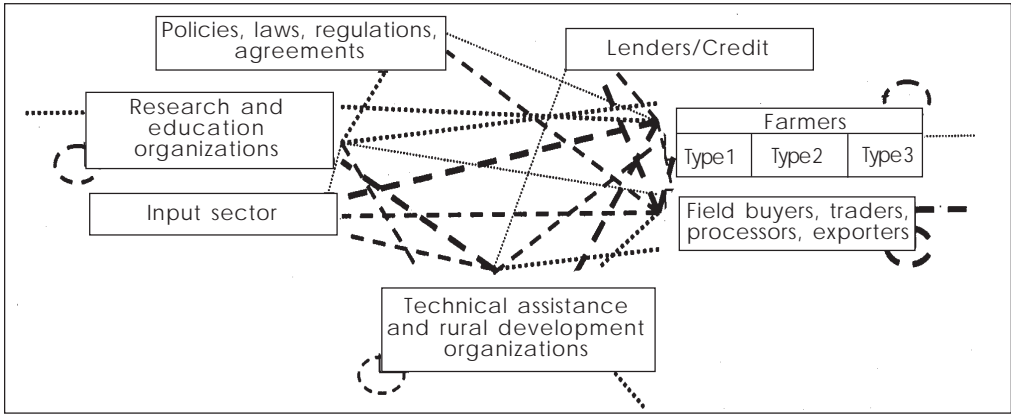 Policies, laws, regulations,
agreements
Lenders/Credit
Research and
education
organizations
Farmers
Type1 Type2 Type3
Input sector
Field buyers, traders,
processors, exporters
Technical assistance
and rural development
organizations